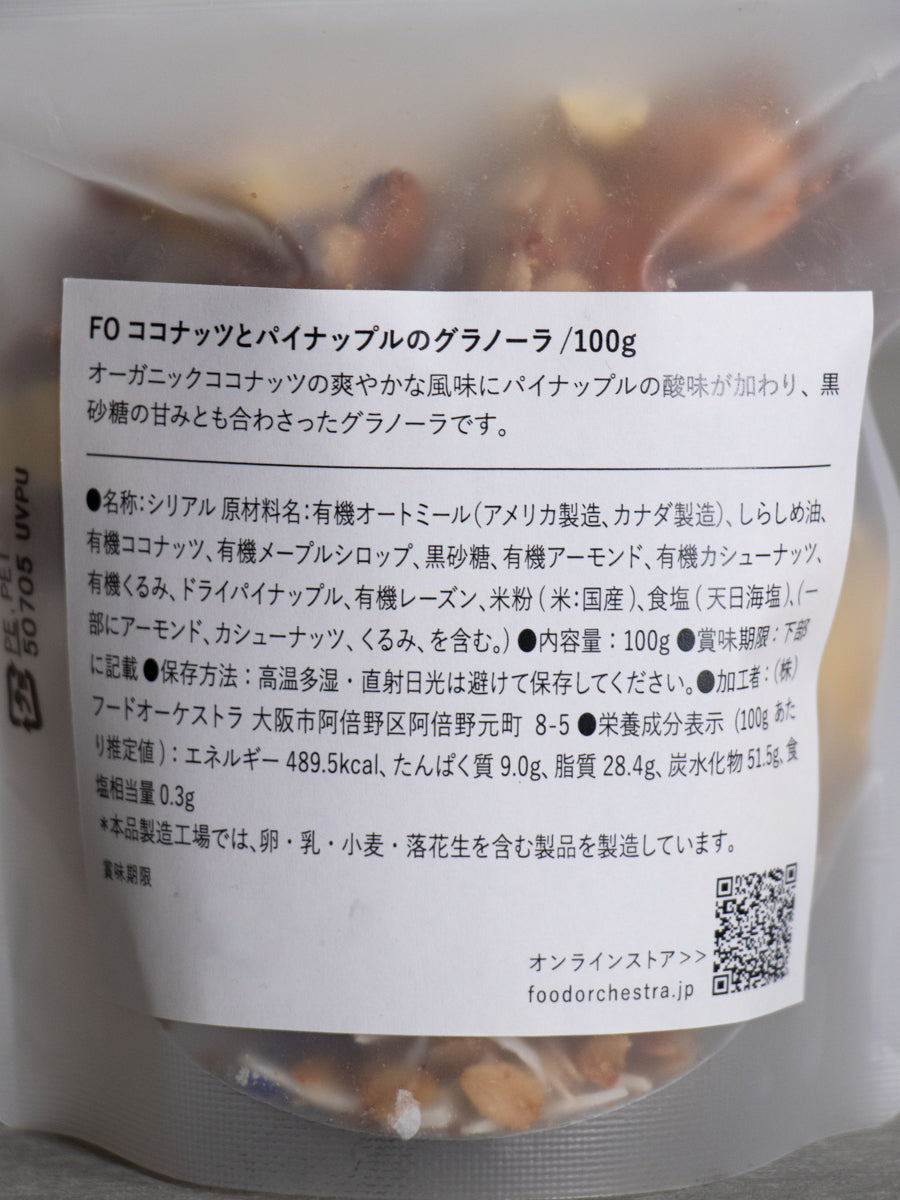 FO ココナッツとパイナップルのグラノーラ /100g
オーガニックココナッツの爽やかな風味にパイナップルの酸味が加わり、黒
砂糖の甘みとも合わさったグラノーラです。
●名称：シリアル 原材料名：有機オートミール（アメリカ製造、カナダ製造）、しらしめ油、
有機ココナッツ、有機メープルシロップ、黒砂糖、有機アーモンド、有機カシューナッツ、
有機くるみ、ドライパイナップル、有機レーズン、米粉（米：国産）、食塩（天日海塩）、（一
部にアーモンド、カシューナッツ、くるみ、を含む。）●内容量：100g ●賞味期限：下部
に記載 ●保存方法：高温多湿・直射日光は避けて保存してください。●加工者：（株）
フードオーケストラ 大阪市阿倍野区阿倍野元町 8-5 ●栄養成分表示（100g あた
り推定値）：エネルギー 489.5kcal、たんぱく質 9.0g、脂質 28.4g、炭水化物 51.5g、食
塩相当量 0.3g
*本品製造工場では、卵・乳・小麦・落花生を含む製品を製造しています。
賞味期限
オンラインストア>>
foodorchestra.jp
PE, PET
50705 UVPU
プラ